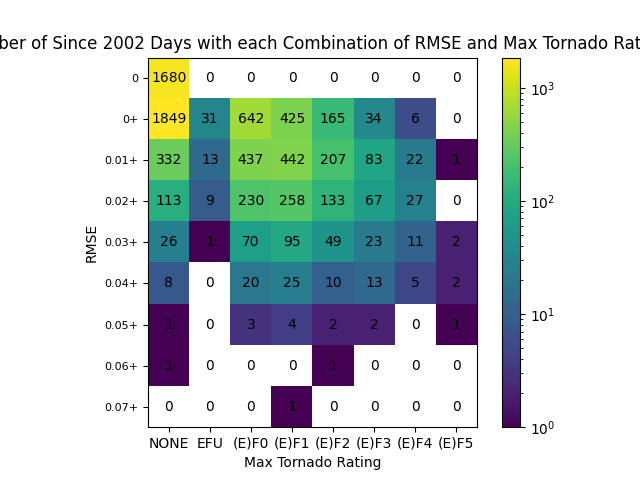 ber of Since 2002 Days with each Combination of RMSE and Max Tornado Rat
0 1680 0 0 0 0 0 0 0
0+ 1849 31 642 425 165 34 6 0
0.01+ 332 13 437 442 207 83 22 1
0.02+ 113 9 230 258 133 67 27 0
0.03+ 26 1 70 95 49 23 11 2
0.04+ 8 0 20 25 10 13 5 2
0.05+ 1 0 3 4 2 2 0 1
0.06+ 1 0 0 0 1 0 0 0
0.07+ 0 0 0 1 0 0 0 0
NONE EFU (E)F0 (E)F1 (E)F2 (E)F3 (E)F4 (E)F5
Max Tornado Rating
RMSE
10³
10²
10¹
10⁰